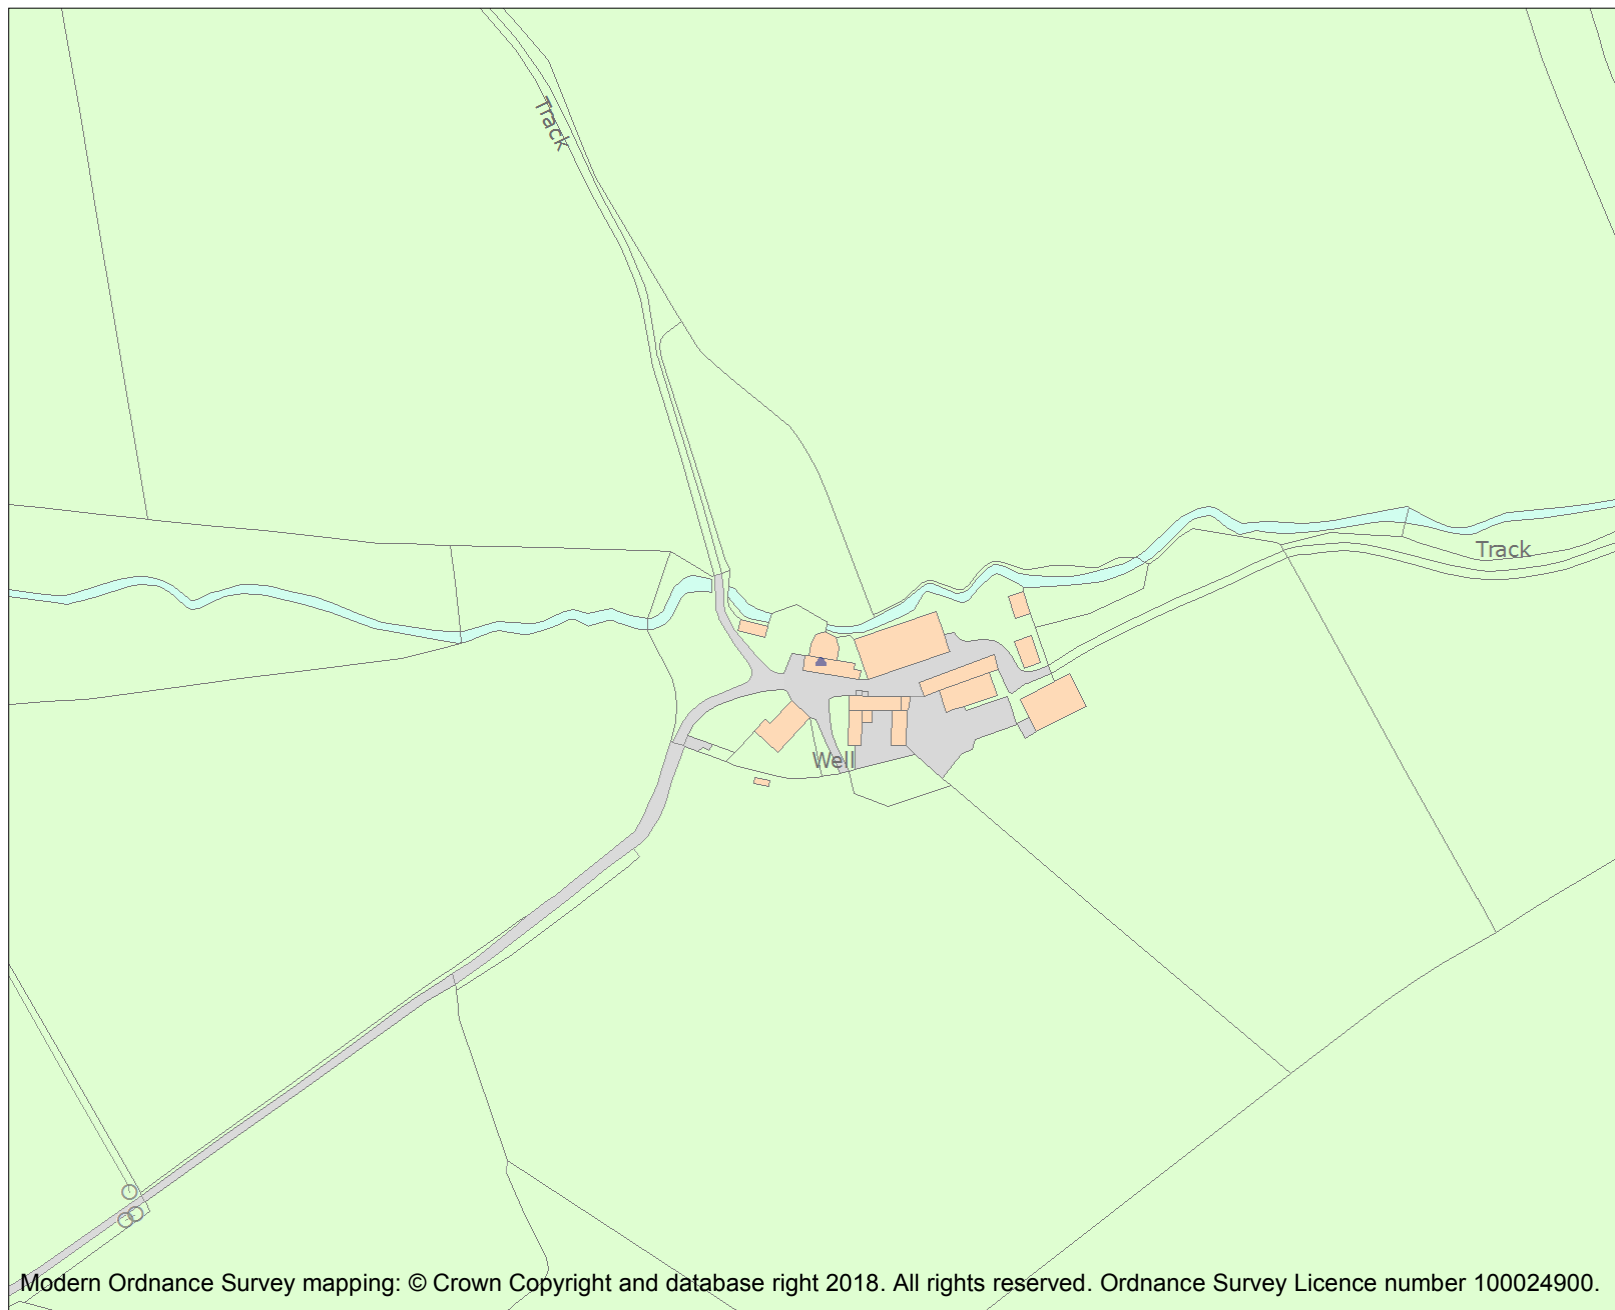 Track
Track
Well
Modern Ordnance Survey mapping: © Crown Copyright and database right 2018. All rights reserved. Ordnance Survey Licence number 100024900.